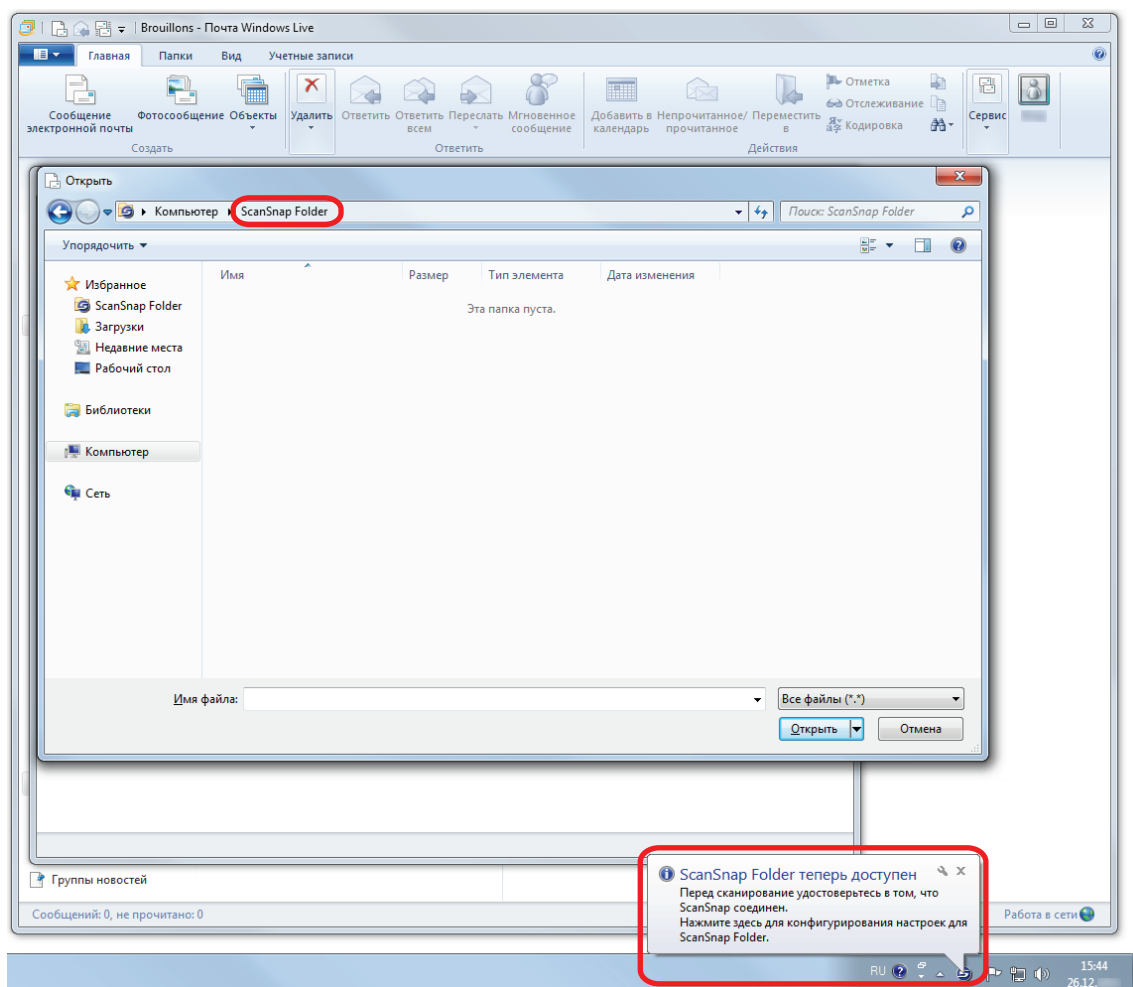 Brouillons - Почта Windows Live
Главная Папки Вид Учетные записи
Сообщение электронной почты
Фотосообщение
Объекты
Удалить
Ответить
Ответить всем
Переслать
Мгновенное сообщение
Добавить в календарь
Непрочитанное/прочитанное
Переместить в
Отметка
Отслеживание
Кодировка
Сервис
Создать
Ответить
Действия
Открыть
Компьютер ScanSnap Folder
Поиск: ScanSnap Folder
Упорядочить
Избранное
ScanSnap Folder
Загрузки
Недавние места
Рабочий стол
Библиотеки
Компьютер
Сеть
Имя Размер Тип элемента Дата изменения
Эта папка пуста.
Имя файла:
Все файлы (*.*)
Открыть Отмена
Группы новостей
Сообщений: 0, не прочитано: 0
Работа в сети
ScanSnap Folder теперь доступен
Перед сканирование удостоверьтесь в том, что
ScanSnap соединен.
Нажмите здесь для конфигурирования настроек для
ScanSnap Folder.
RU
15:44
26.12.